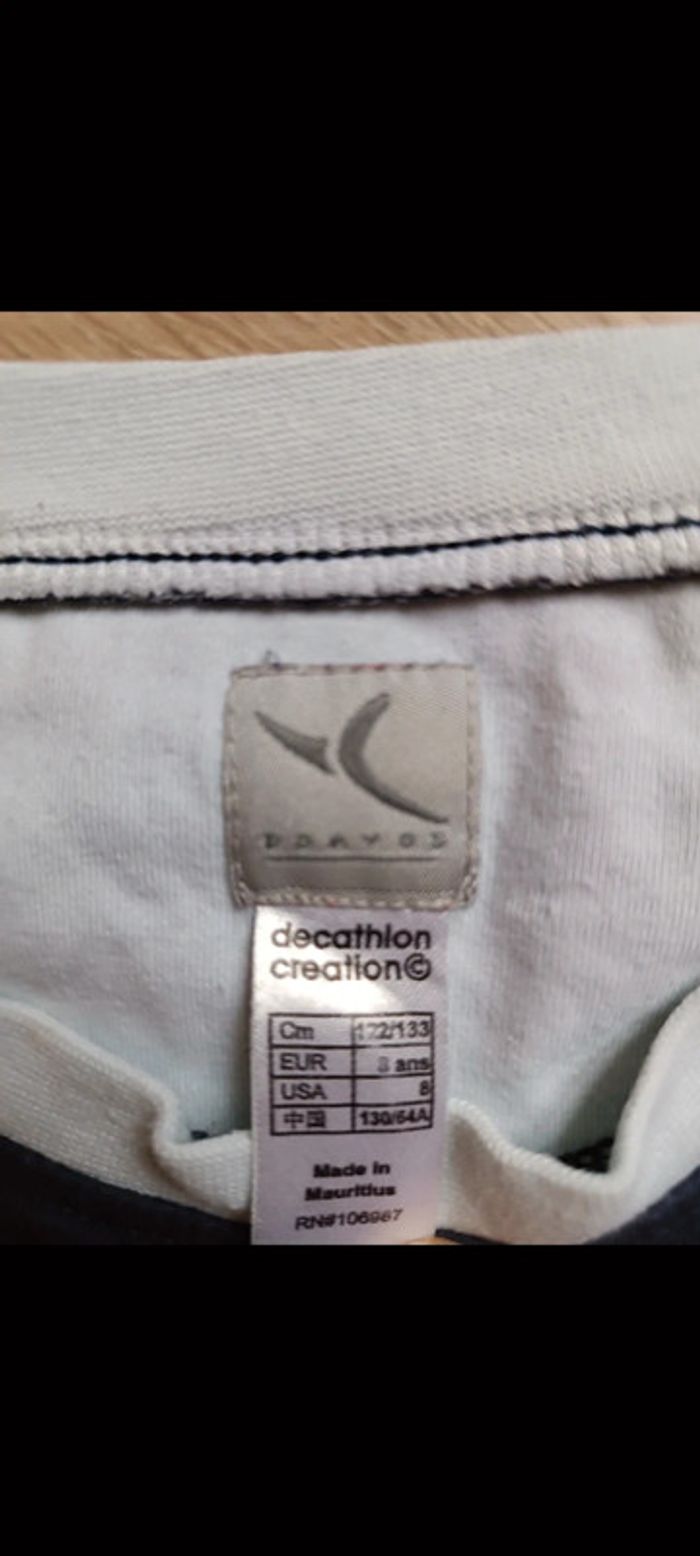 decathlon
creation©
Cm 122/133
EUR 8 ans
USA 8
中国 130/64A
Made in
Mauritius
RN#106987